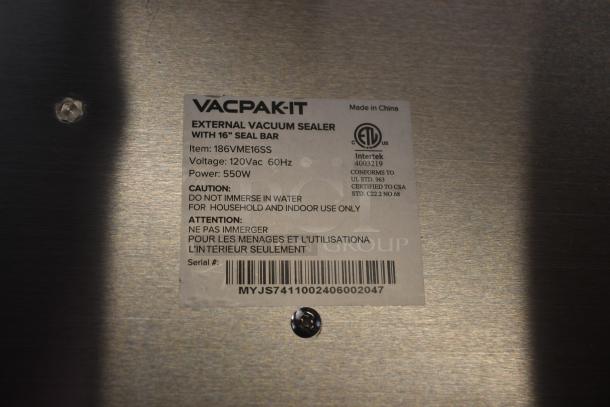 VACPAK-IT
Made in China
EXTERNAL VACUUM SEALER
WITH 16" SEAL BAR
Item: 186VME16SS
Voltage: 120Vac 60Hz
Power: 550W
C ETL US
Intertek
4003219
CONFORMS TO
UL STD. 963
CERTIFIED TO CSA
STD. C22.2 NO 68
CAUTION:
DO NOT IMMERSE IN WATER
FOR HOUSEHOLD AND INDOOR USE ONLY
ATTENTION:
NE PAS IMMERGER
POUR LES MENAGES ET L'UTILISATIONA
L'INTERIEUR SEULEMENT
Serial #:
MYJS7411002406002047
GROUP